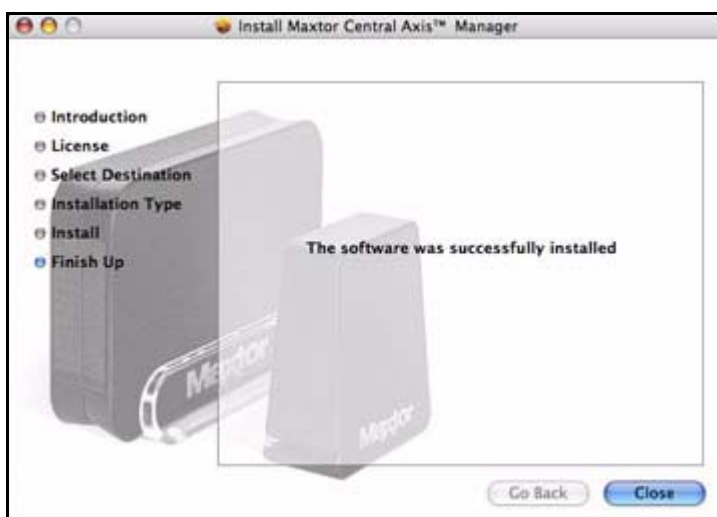 Install Maxtor Central Axis™ Manager
Introduction
License
Select Destination
Installation Type
Install
Finish Up
The software was successfully installed
Maxtor
Maxtor
Go Back
Close